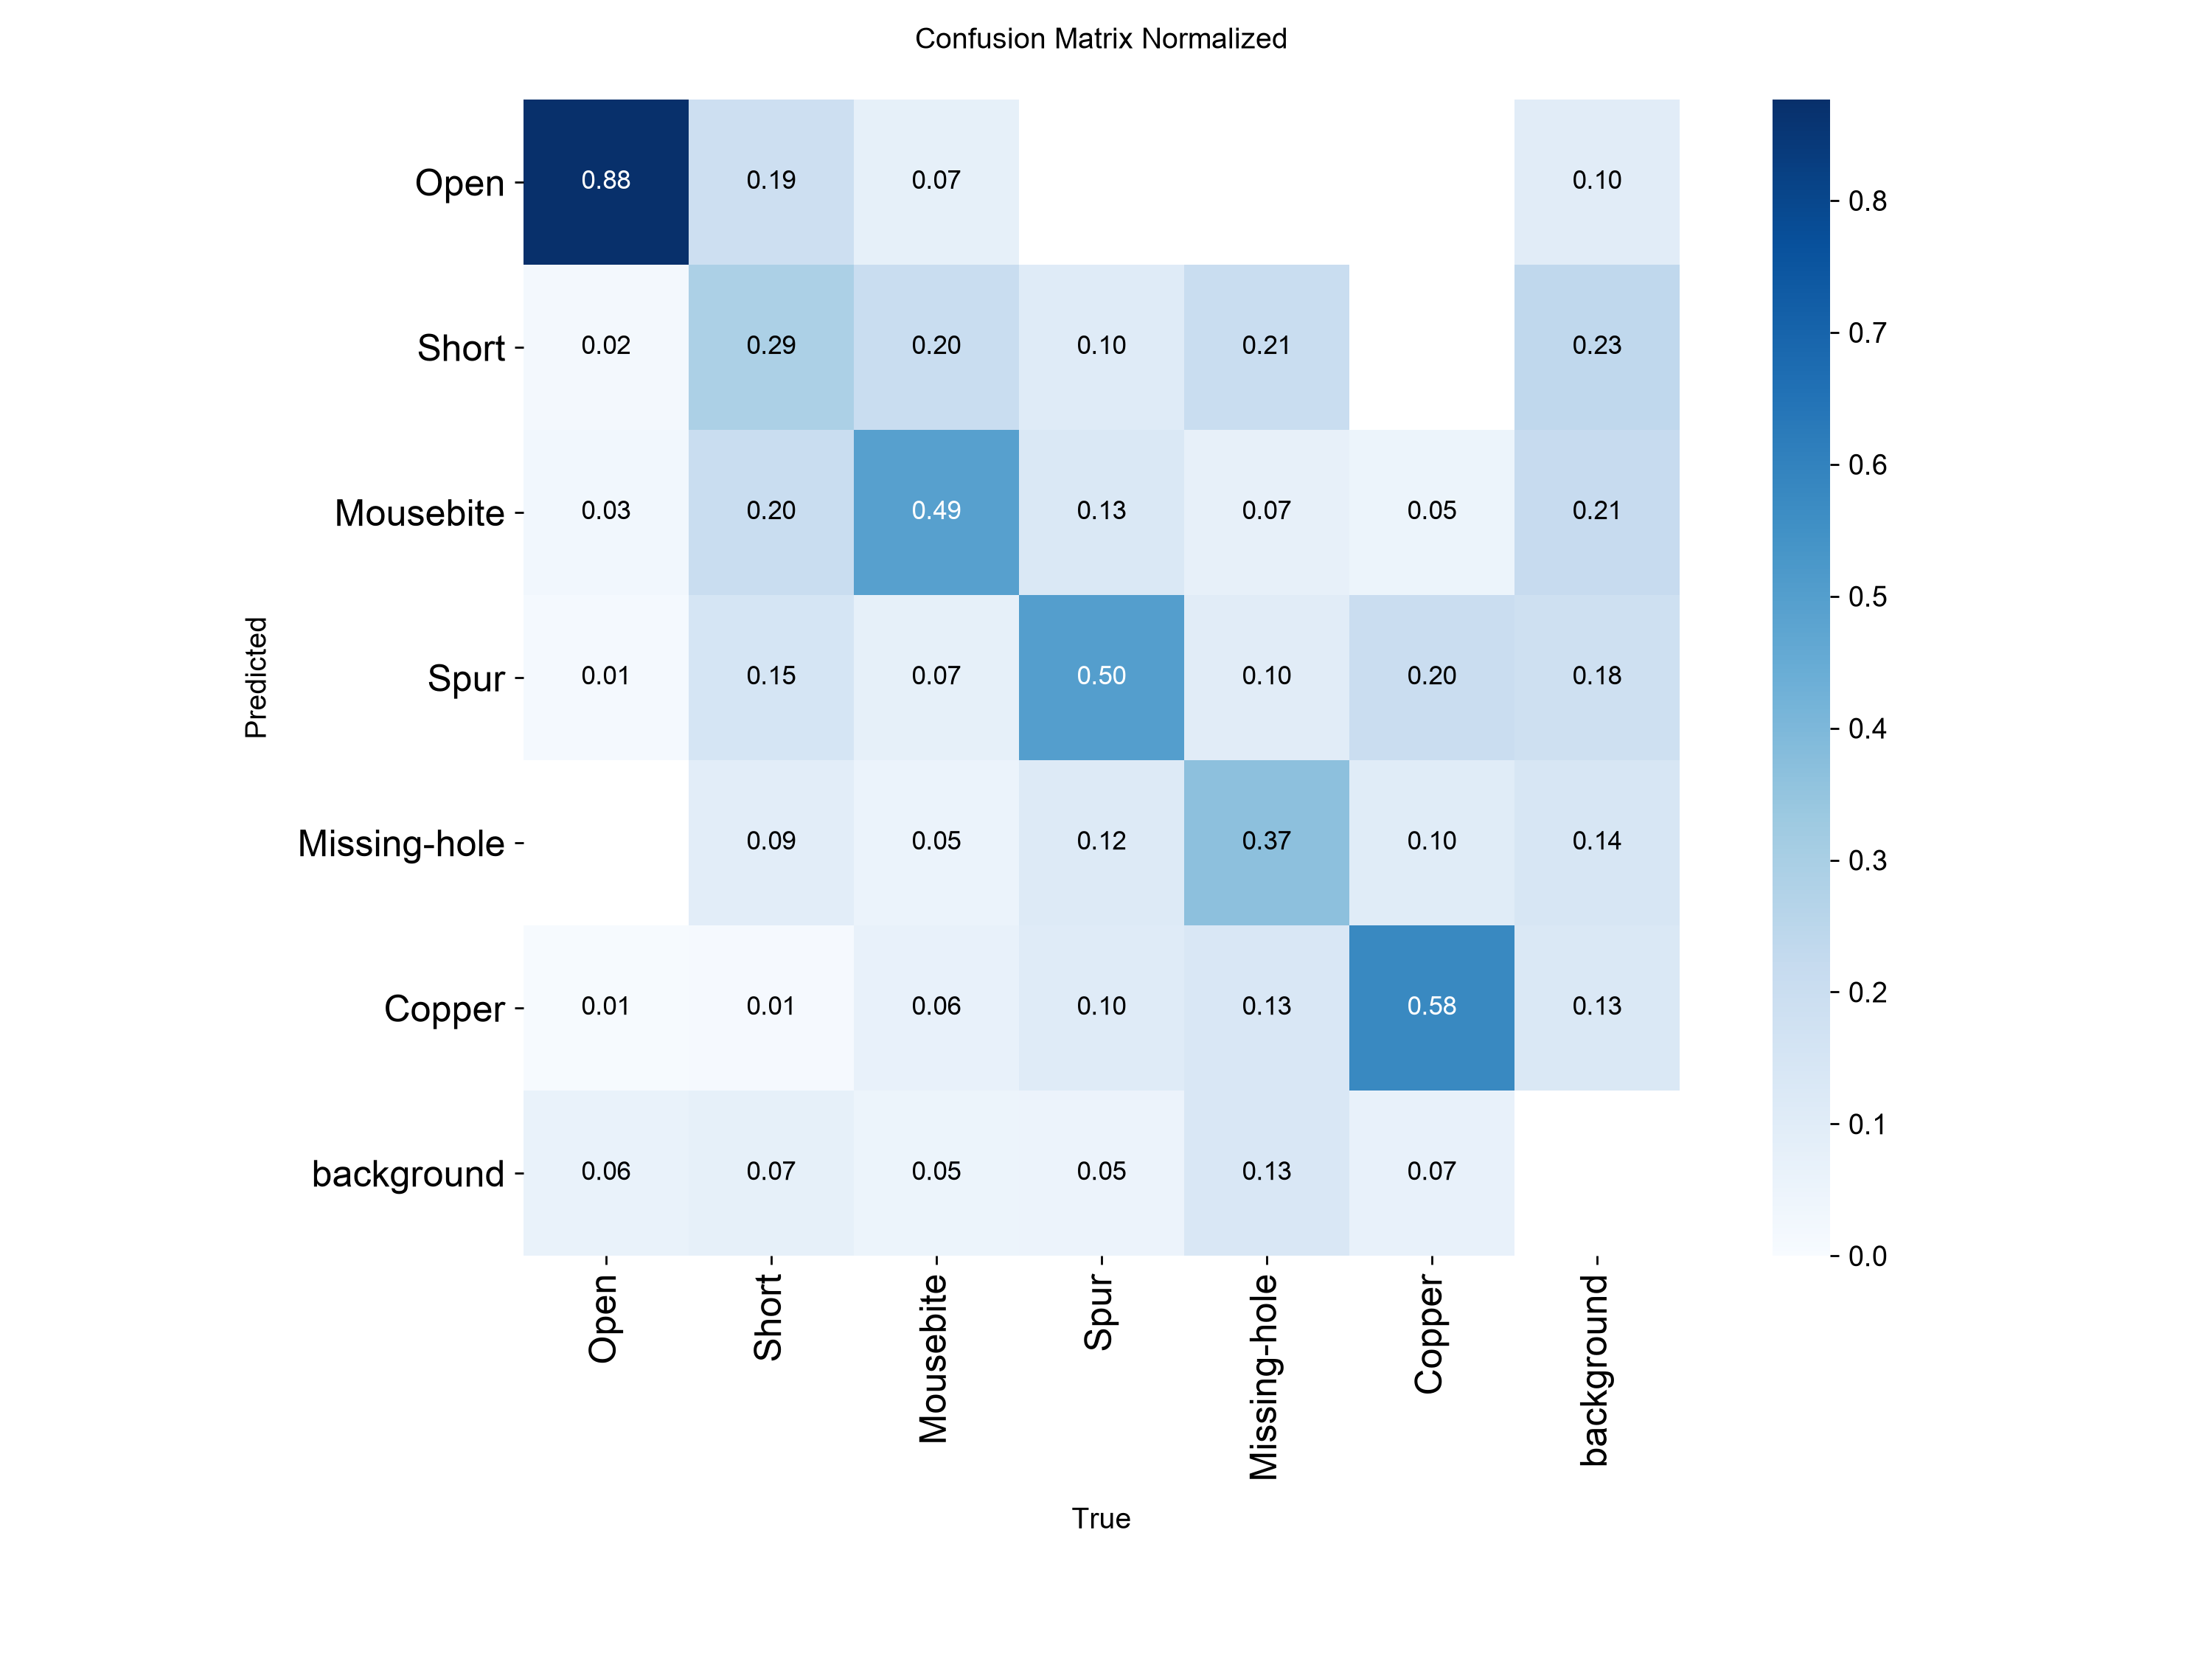 Confusion Matrix Normalized
Open 0.88 0.19 0.07 0.10
Short 0.02 0.29 0.20 0.10 0.21 0.23
Mousebite 0.03 0.20 0.49 0.13 0.07 0.05 0.21
Spur 0.01 0.15 0.07 0.50 0.10 0.20 0.18
Missing-hole 0.09 0.05 0.12 0.37 0.10 0.14
Copper 0.01 0.01 0.06 0.10 0.13 0.58 0.13
background 0.06 0.07 0.05 0.05 0.13 0.07
Predicted
Open Short Mousebite Spur Missing-hole Copper background
True
0.8
0.7
0.6
0.5
0.4
0.3
0.2
0.1
0.0